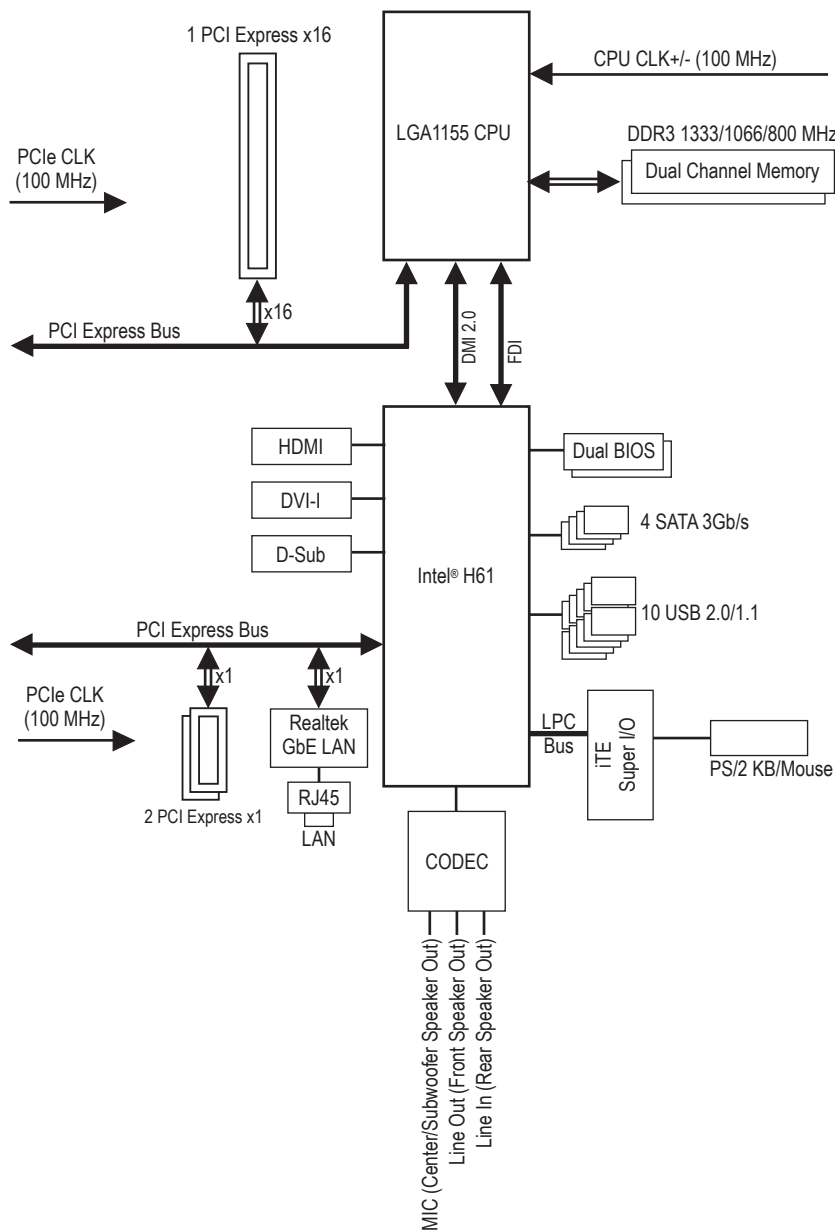 1 PCI Express x16
CPU CLK+/- (100 MHz)
LGA1155 CPU
DDR3 1333/1066/800 MHz
Dual Channel Memory
PCIe CLK
(100 MHz)
x16
PCI Express Bus
DMI 2.0
FDI
HDMI
Dual BIOS
DVI-I
4 SATA 3Gb/s
D-Sub
Intel® H61
10 USB 2.0/1.1
PCI Express Bus
x1
x1
PCIe CLK
(100 MHz)
Realtek
GbE LAN
LPC
Bus
iTE
Super I/O
PS/2 KB/Mouse
RJ45
LAN
2 PCI Express x1
CODEC
MIC (Center/Subwoofer Speaker Out)
Line Out (Front Speaker Out)
Line In (Rear Speaker Out)